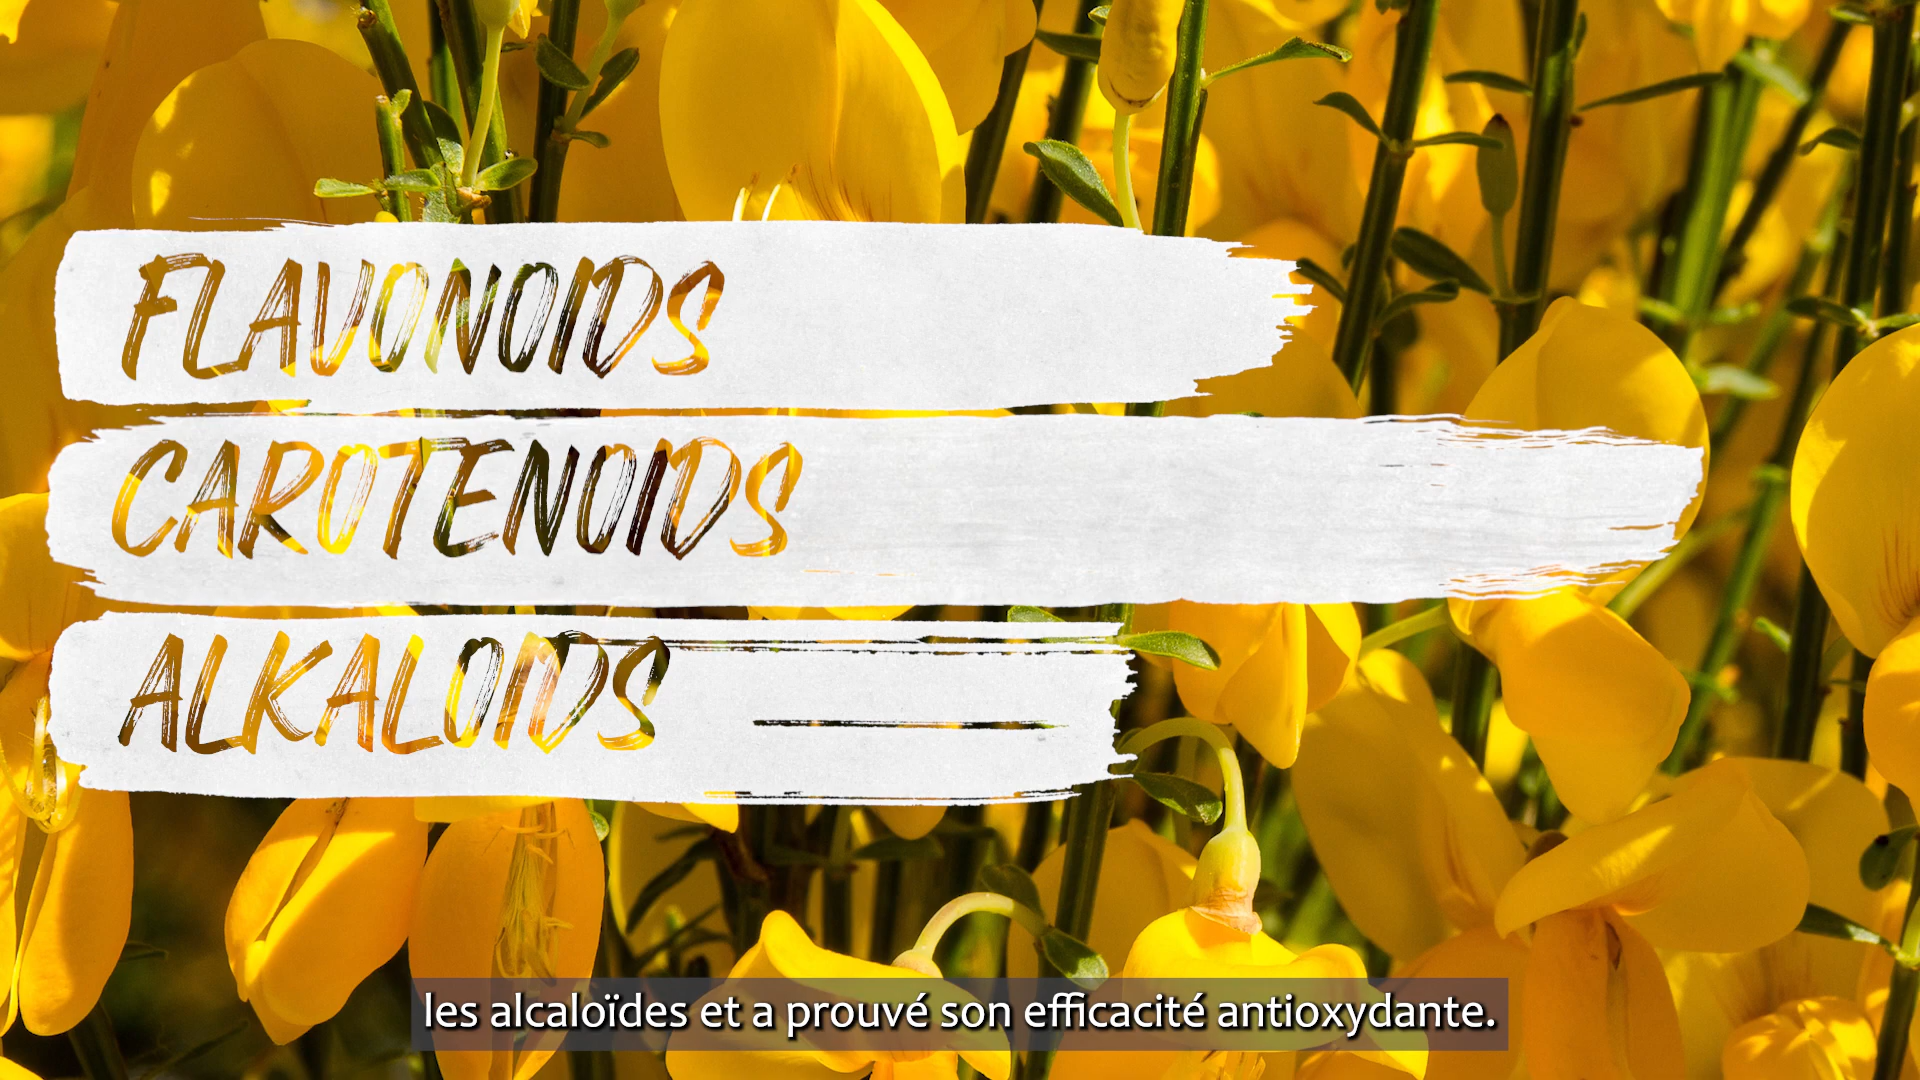 FLAVONOIDS
CAROTENOIDS
ALKALOIDS
les alcaloïdes et a prouvé son efficacité antioxydante.